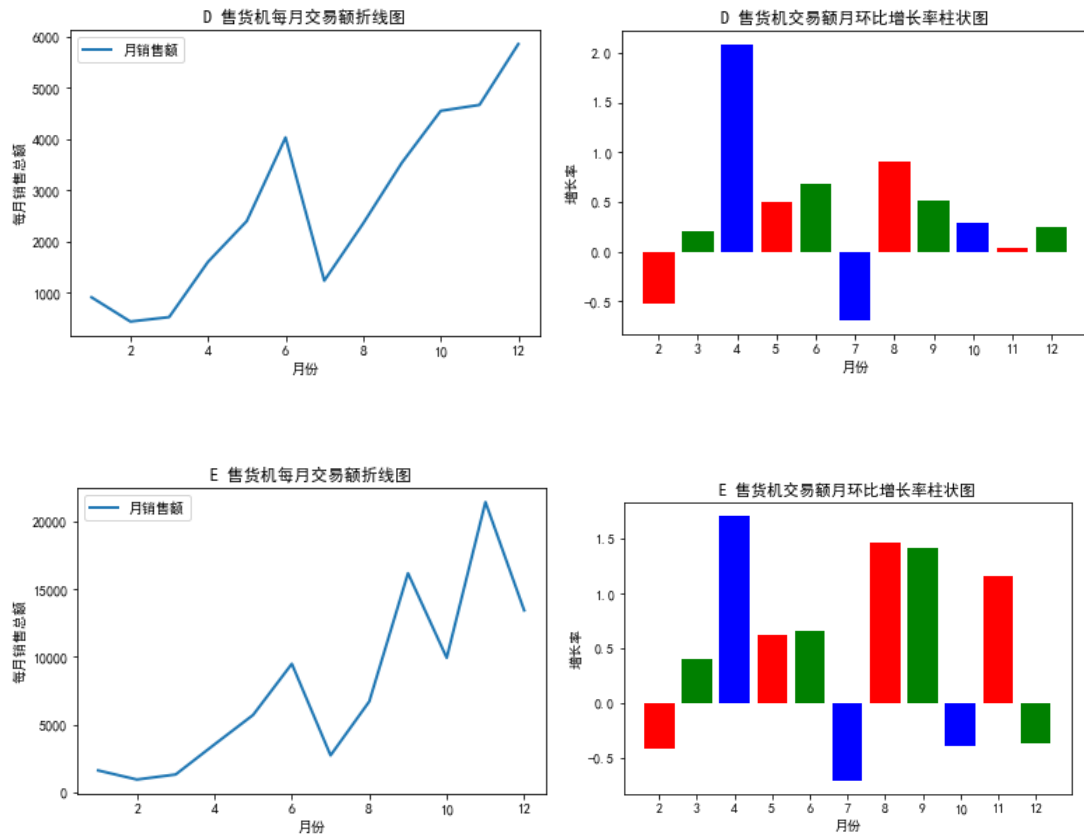 D 售货机每月交易额折线图
月销售额
每月销售总额
6000
5000
4000
3000
2000
1000
2 4 6 8 10 12
月份
D 售货机交易额月环比增长率柱状图
增长率
2.0
1.5
1.0
0.5
0.0
-0.5
2 3 4 5 6 7 8 9 10 11 12
月份
E 售货机每月交易额折线图
月销售额
每月销售总额
20000
15000
10000
5000
0
2 4 6 8 10 12
月份
E 售货机交易额月环比增长率柱状图
增长率
1.5
1.0
0.5
0.0
-0.5
2 3 4 5 6 7 8 9 10 11 12
月份